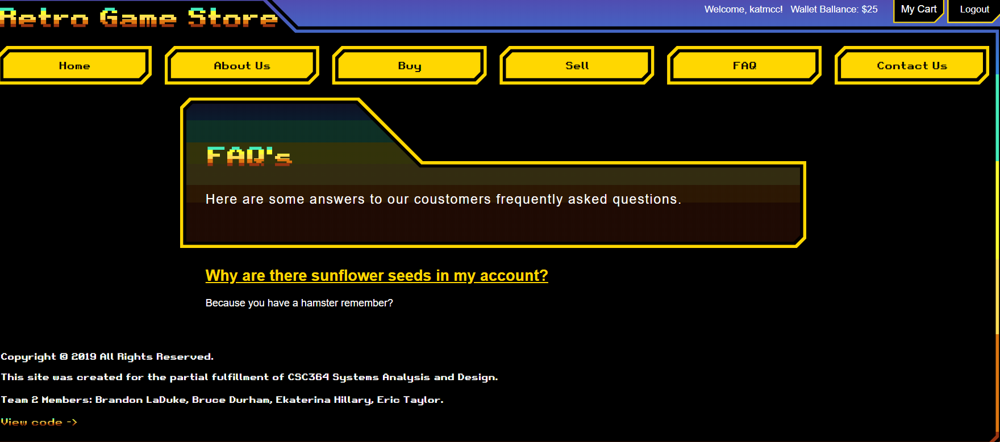 Retro Game Store
Welcome, katmcc! Wallet Ballance: $25 My Cart Logout
Home About Us Buy Sell FAQ Contact Us
FAQ's
Here are some answers to our coustomers frequently asked questions.
Why are there sunflower seeds in my account?
Because you have a hamster remember?
Copyright © 2019 All Rights Reserved.
This site was created for the partial fulfillment of CSC364 Systems Analysis and Design.
Team 2 Members: Brandon LaDuke, Bruce Durham, Ekaterina Hillary, Eric Taylor.
View code ->